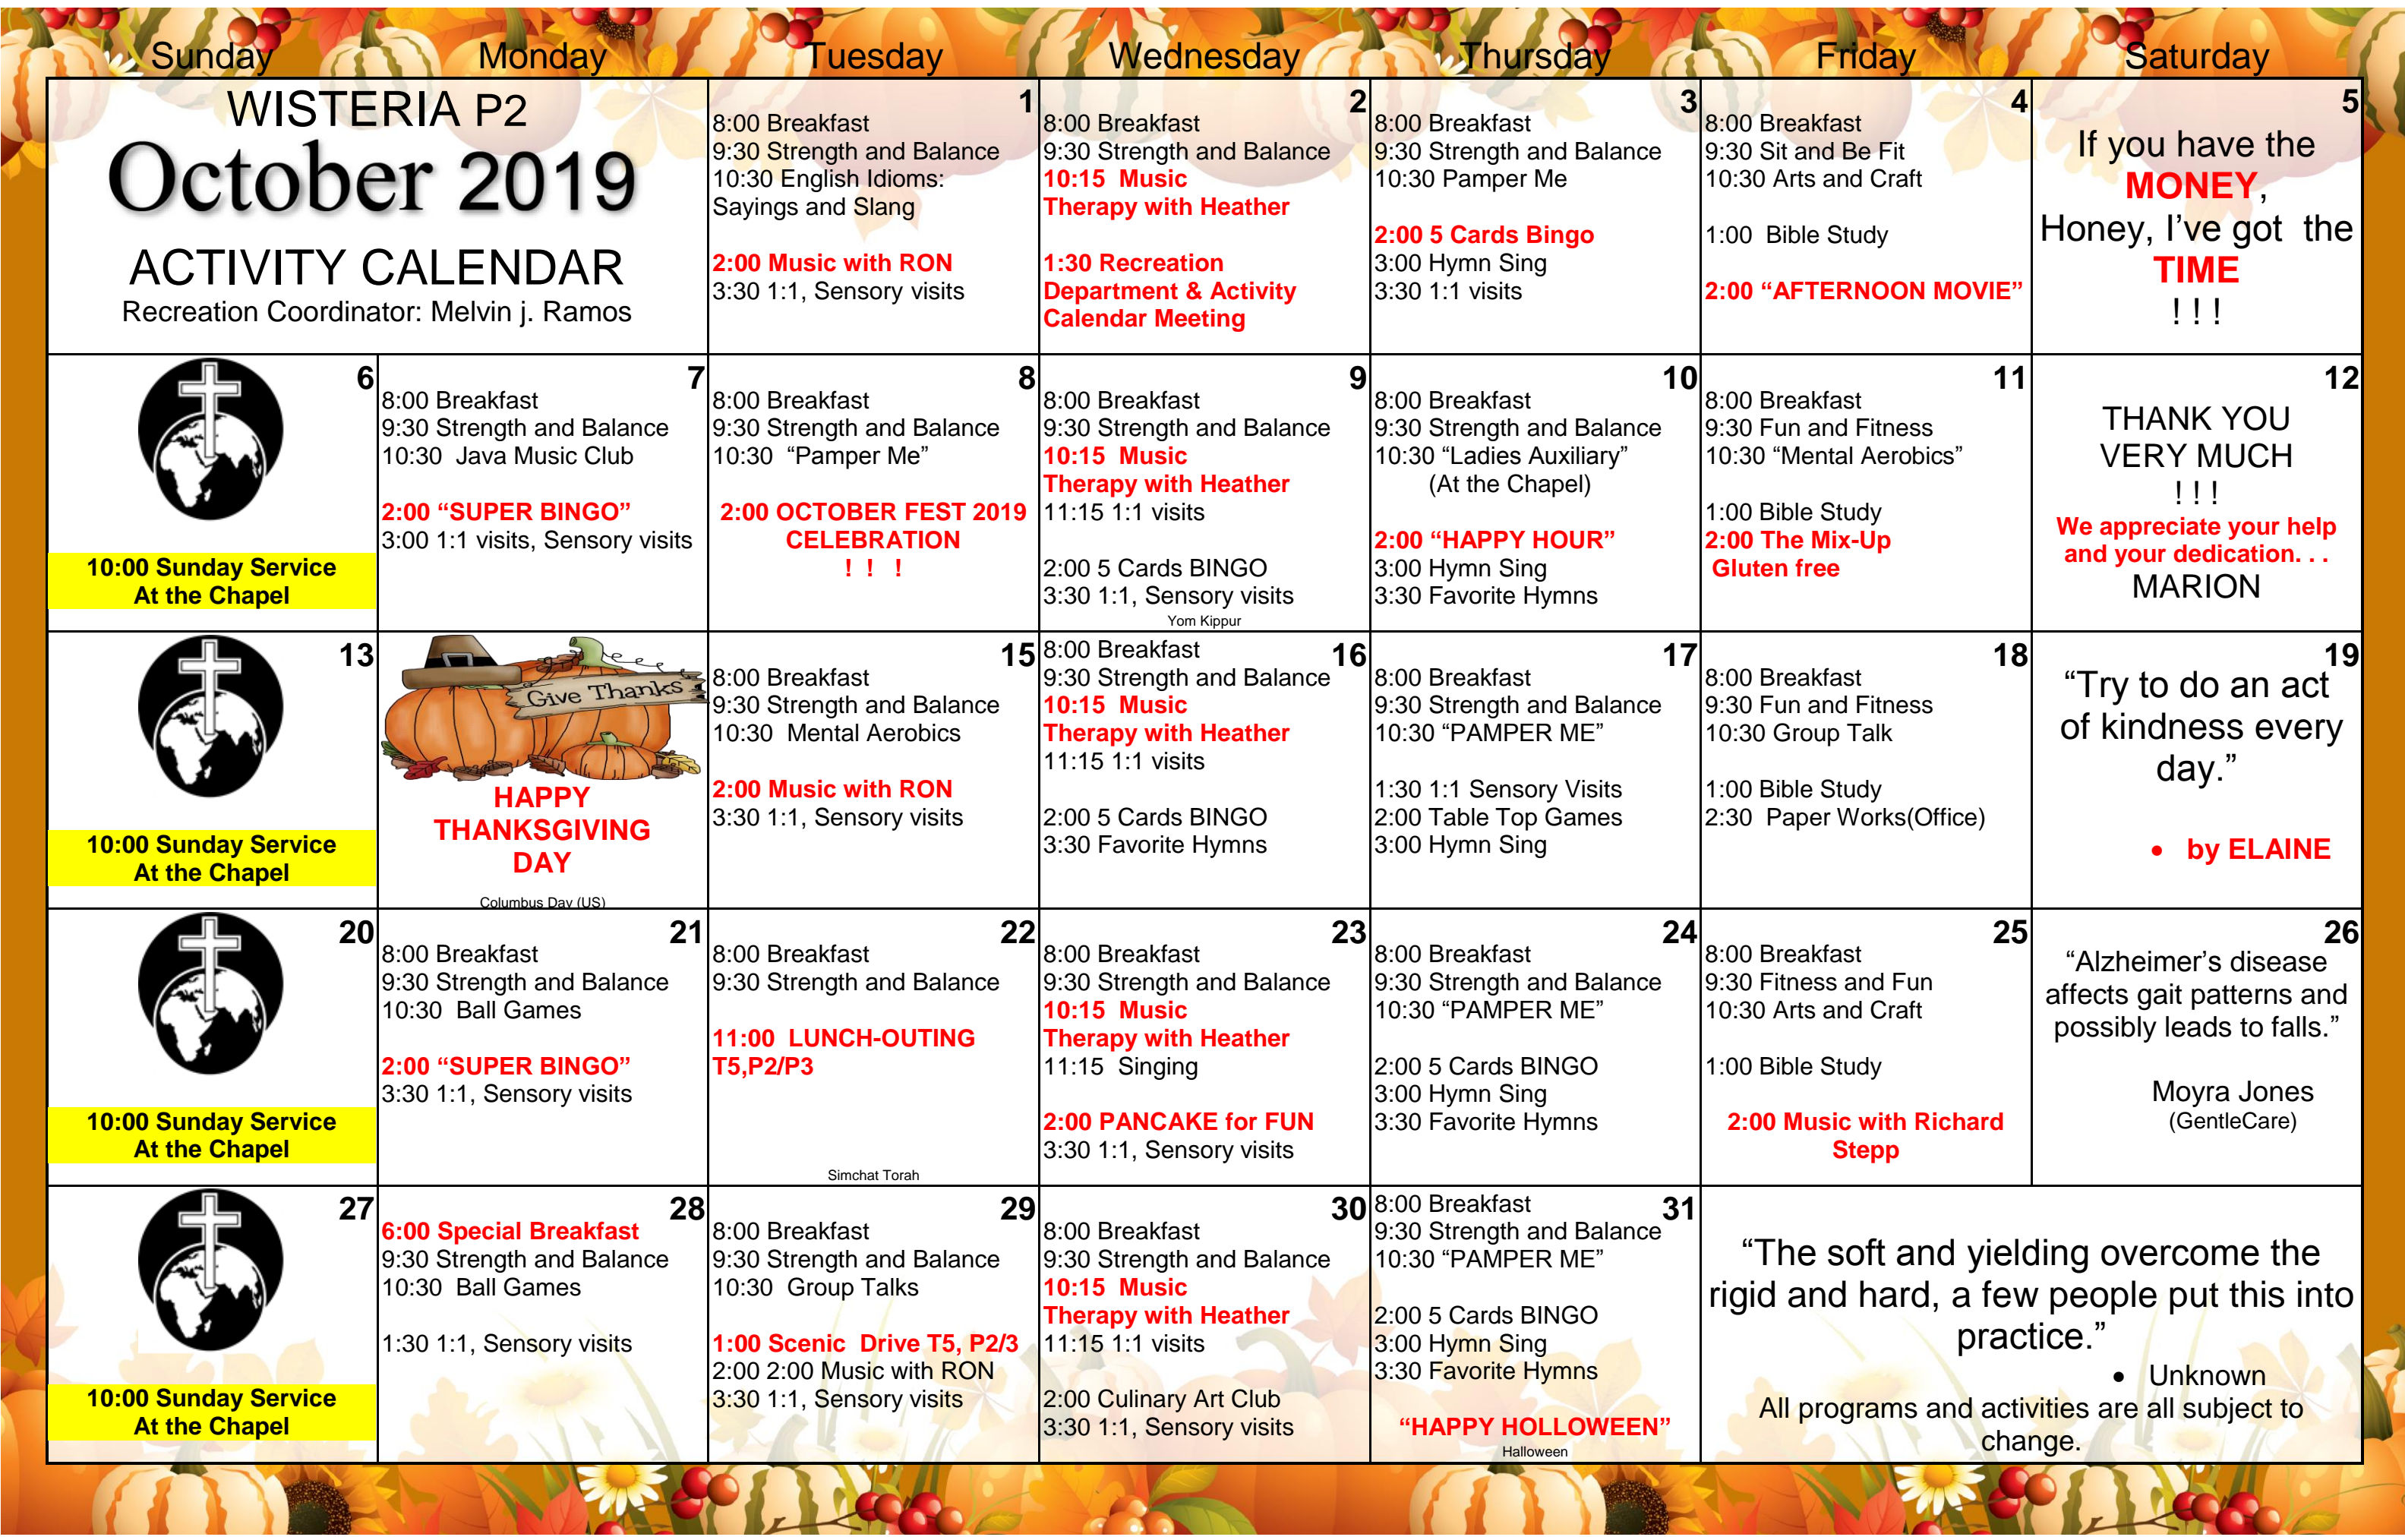 Sunday Monday Tuesday Wednesday Thursday Friday Saturday
WISTERIA P2
October 2019
ACTIVITY CALENDAR
Recreation Coordinator: Melvin j. Ramos
1
8:00 Breakfast
9:30 Strength and Balance
10:30 English Idioms:
Sayings and Slang
2:00 Music with RON
3:30 1:1, Sensory visits
2
8:00 Breakfast
9:30 Strength and Balance
10:15 Music
Therapy with Heather
1:30 Recreation
Department & Activity
Calendar Meeting
3
8:00 Breakfast
9:30 Strength and Balance
10:30 Pamper Me
2:00 5 Cards Bingo
3:00 Hymn Sing
3:30 1:1 visits
4
8:00 Breakfast
9:30 Sit and Be Fit
10:30 Arts and Craft
1:00 Bible Study
2:00 “AFTERNOON MOVIE”
5
If you have the
MONEY,
Honey, I’ve got the
TIME
! ! !
6
10:00 Sunday Service
At the Chapel
7
8:00 Breakfast
9:30 Strength and Balance
10:30 Java Music Club
2:00 “SUPER BINGO”
3:00 1:1 visits, Sensory visits
8
8:00 Breakfast
9:30 Strength and Balance
10:30 “Pamper Me”
2:00 OCTOBER FEST 2019
CELEBRATION
! ! !
9
8:00 Breakfast
9:30 Strength and Balance
10:15 Music
Therapy with Heather
11:15 1:1 visits
2:00 5 Cards BINGO
3:30 1:1, Sensory visits
Yom Kippur
10
8:00 Breakfast
9:30 Strength and Balance
10:30 “Ladies Auxiliary”
(At the Chapel)
2:00 “HAPPY HOUR”
3:00 Hymn Sing
3:30 Favorite Hymns
11
8:00 Breakfast
9:30 Fun and Fitness
10:30 “Mental Aerobics”
1:00 Bible Study
2:00 The Mix-Up
Gluten free
12
THANK YOU
VERY MUCH
! ! !
We appreciate your help
and your dedication. . .
MARION
13
10:00 Sunday Service
At the Chapel
Give Thanks
HAPPY
THANKSGIVING
DAY
Columbus Day (US)
15
8:00 Breakfast
9:30 Strength and Balance
10:30 Mental Aerobics
2:00 Music with RON
3:30 1:1, Sensory visits
16
8:00 Breakfast
9:30 Strength and Balance
10:15 Music
Therapy with Heather
11:15 1:1 visits
2:00 5 Cards BINGO
3:30 Favorite Hymns
17
8:00 Breakfast
9:30 Strength and Balance
10:30 “PAMPER ME”
1:30 1:1 Sensory Visits
2:00 Table Top Games
3:00 Hymn Sing
18
8:00 Breakfast
9:30 Fun and Fitness
10:30 Group Talk
1:00 Bible Study
2:30 Paper Works(Office)
19
“Try to do an act
of kindness every
day.”
• by ELAINE
20
10:00 Sunday Service
At the Chapel
21
8:00 Breakfast
9:30 Strength and Balance
10:30 Ball Games
2:00 “SUPER BINGO”
3:30 1:1, Sensory visits
22
8:00 Breakfast
9:30 Strength and Balance
11:00 LUNCH-OUTING
T5,P2/P3
Simchat Torah
23
8:00 Breakfast
9:30 Strength and Balance
10:15 Music
Therapy with Heather
11:15 Singing
2:00 PANCAKE for FUN
3:30 1:1, Sensory visits
24
8:00 Breakfast
9:30 Strength and Balance
10:30 “PAMPER ME”
2:00 5 Cards BINGO
3:00 Hymn Sing
3:30 Favorite Hymns
25
8:00 Breakfast
9:30 Fitness and Fun
10:30 Arts and Craft
1:00 Bible Study
2:00 Music with Richard
Stepp
26
“Alzheimer’s disease
affects gait patterns and
possibly leads to falls.”
Moyra Jones
(GentleCare)
27
10:00 Sunday Service
At the Chapel
28
6:00 Special Breakfast
9:30 Strength and Balance
10:30 Ball Games
1:30 1:1, Sensory visits
29
8:00 Breakfast
9:30 Strength and Balance
10:30 Group Talks
1:00 Scenic Drive T5, P2/3
2:00 2:00 Music with RON
3:30 1:1, Sensory visits
30
8:00 Breakfast
9:30 Strength and Balance
10:15 Music
Therapy with Heather
11:15 1:1 visits
2:00 Culinary Art Club
3:30 1:1, Sensory visits
31
8:00 Breakfast
9:30 Strength and Balance
10:30 “PAMPER ME”
2:00 5 Cards BINGO
3:00 Hymn Sing
3:30 Favorite Hymns
“HAPPY HOLLOWEEN”
Halloween
“The soft and yielding overcome the
rigid and hard, a few people put this into
practice.”
• Unknown
All programs and activities are all subject to
change.